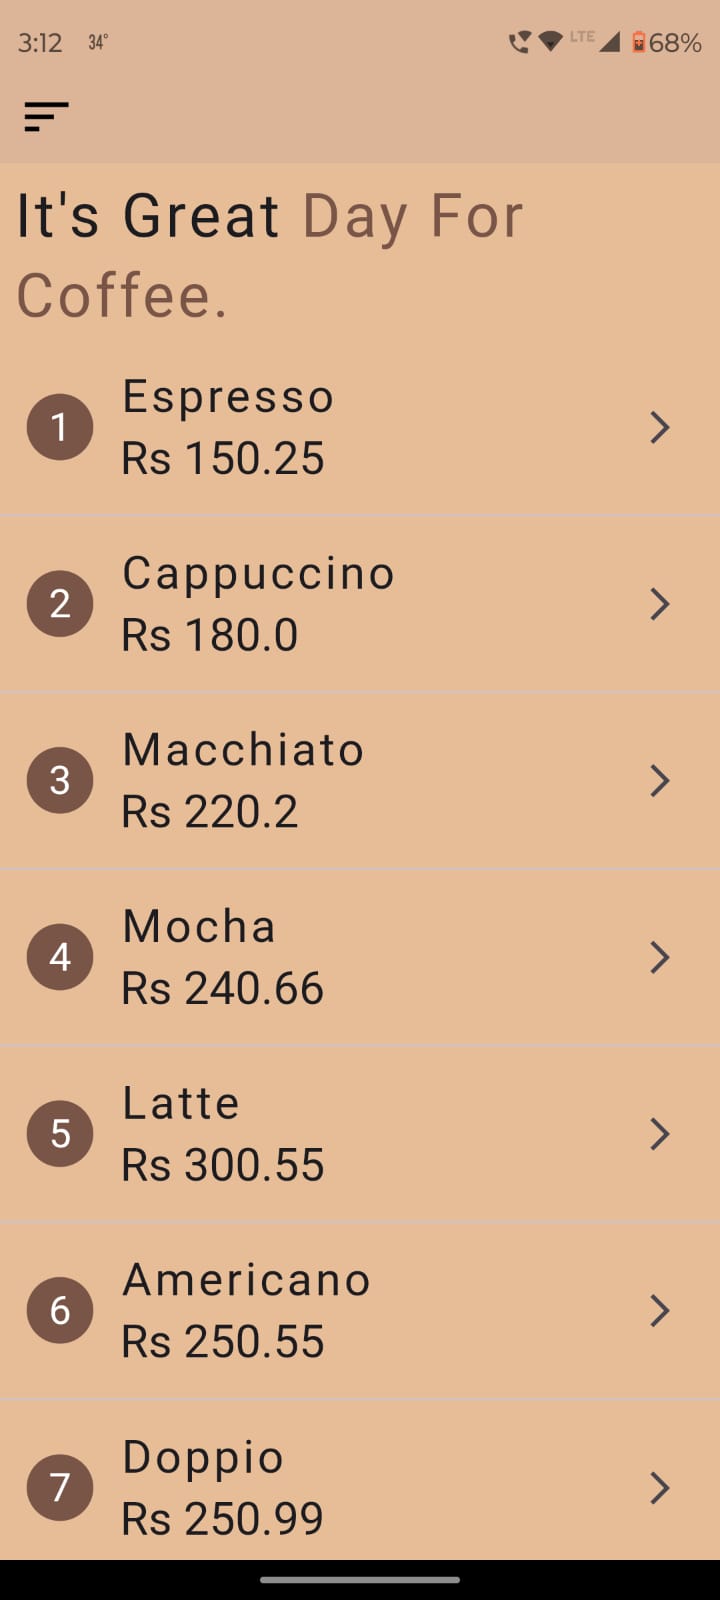 3:12 34° LTE 68%
It's Great Day For
Coffee.
1
Espresso
Rs 150.25
2
Cappuccino
Rs 180.0
3
Macchiato
Rs 220.2
4
Mocha
Rs 240.66
5
Latte
Rs 300.55
6
Americano
Rs 250.55
7
Doppio
Rs 250.99